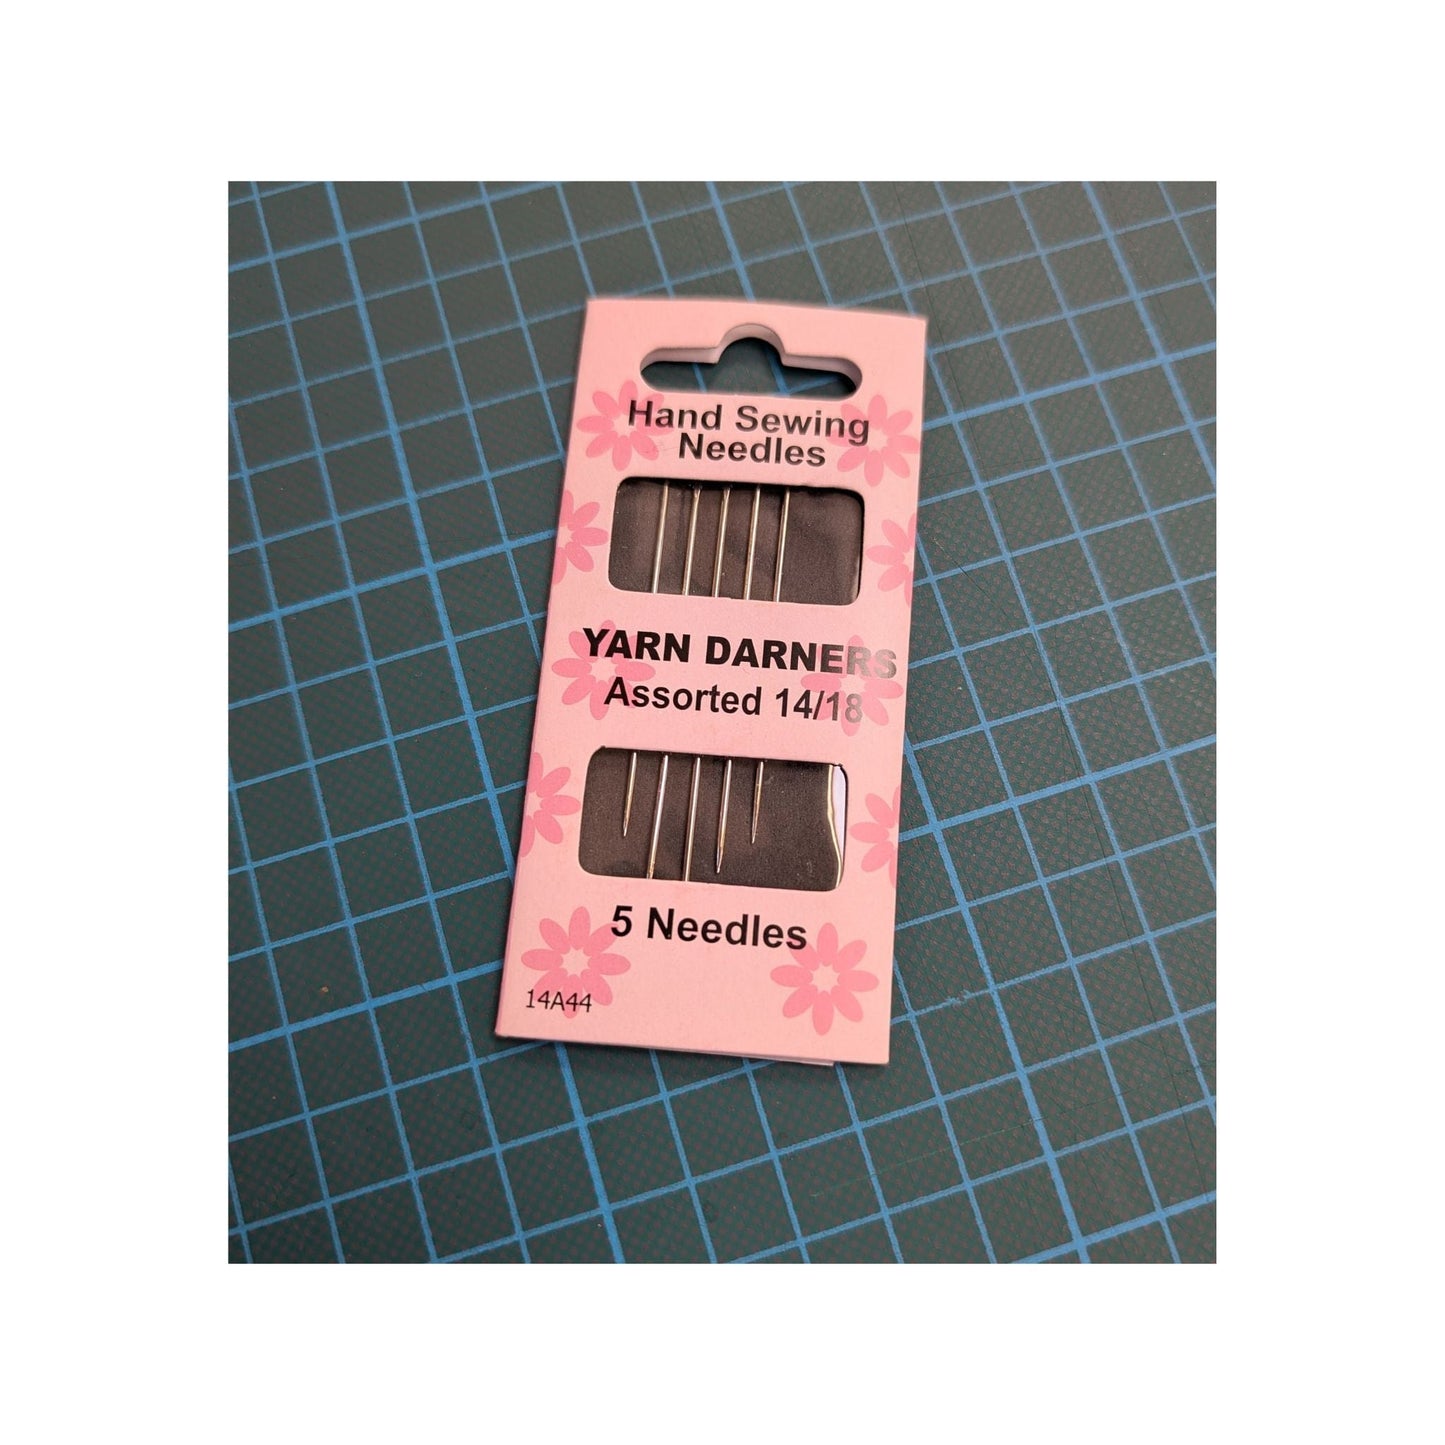 Hand Sewing
Needles
YARN DARNERS
Assorted 14/18
5 Needles
14A44